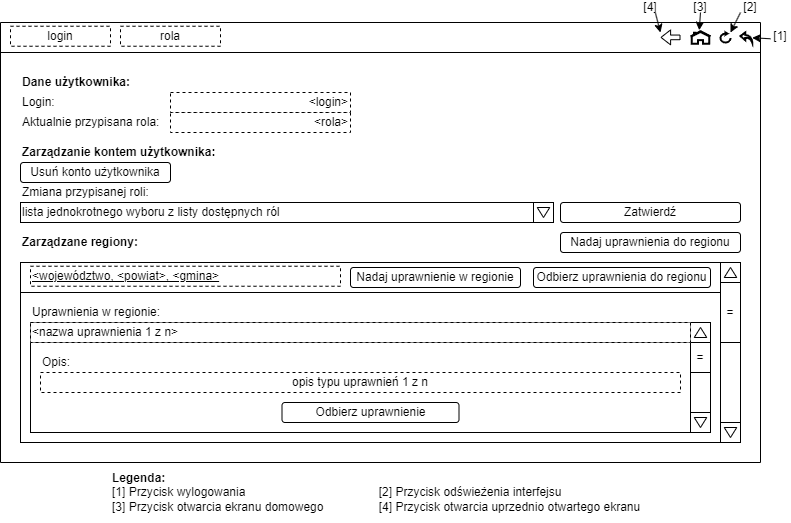 [4] [3] [2]
login rola [1]
Dane użytkownika:
Login: <login>
Aktualnie przypisana rola: <rola>
Zarządzanie kontem użytkownika:
Usuń konto użytkownika
Zmiana przypisanej roli:
lista jednokrotnego wyboru z listy dostępnych ról Zatwierdź
Zarządzane regiony: Nadaj uprawnienia do regionu
<województwo, <powiat>, <gmina> Nadaj uprawnienie w regionie Odbierz uprawnienia do regionu
Uprawnienia w regionie: =
<nazwa uprawnienia 1 z n>
Opis: =
opis typu uprawnień 1 z n
Odbierz uprawnienie
Legenda:
[1] Przycisk wylogowania [2] Przycisk odświeżenia interfejsu
[3] Przycisk otwarcia ekranu domowego [4] Przycisk otwarcia uprzednio otwartego ekranu